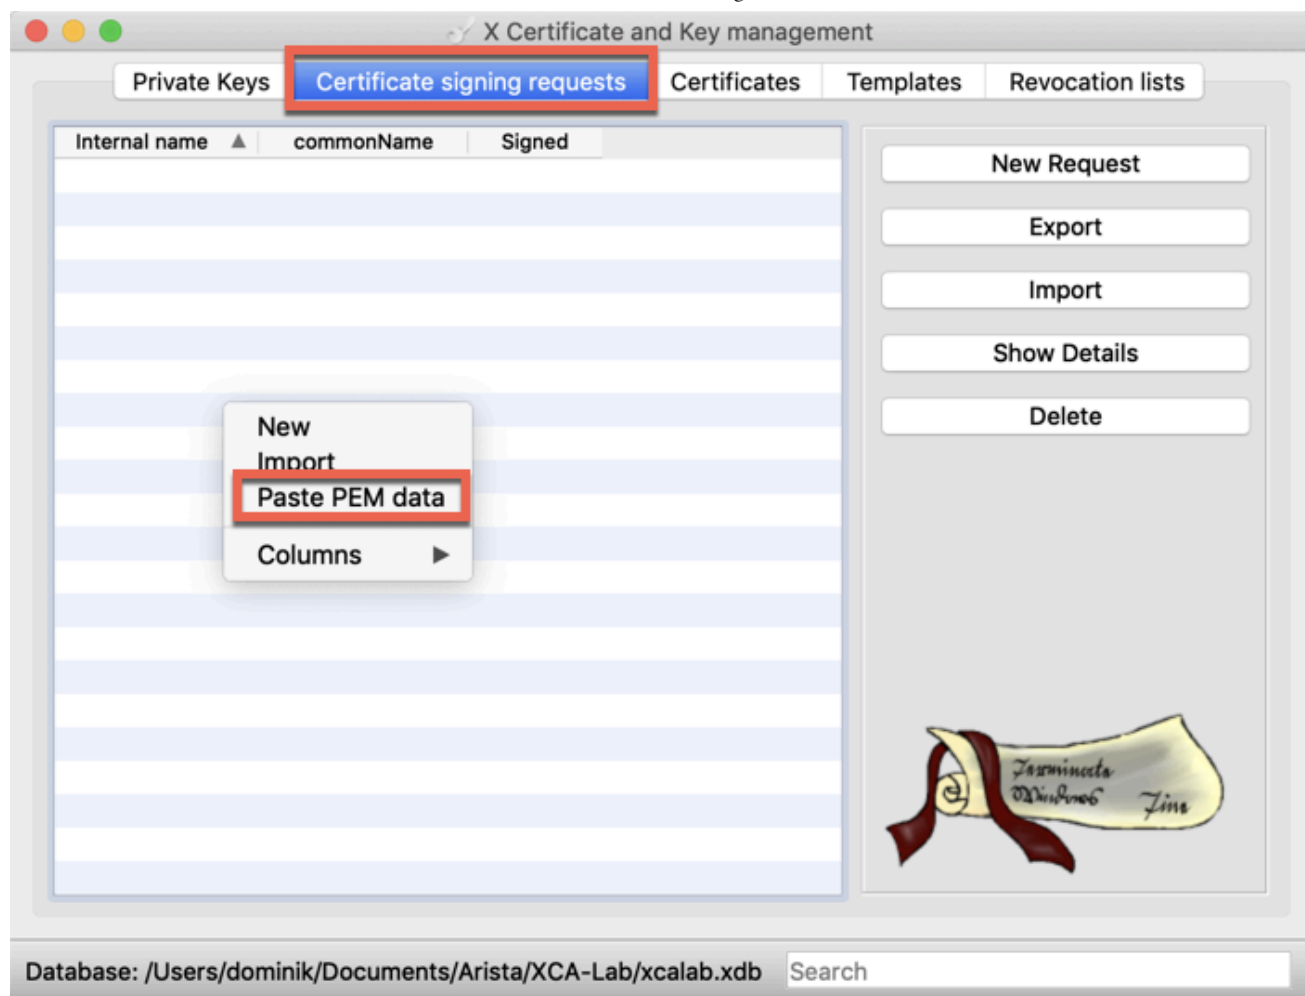 X Certificate and Key management
Private Keys
Certificate signing requests
Certificates
Templates
Revocation lists
Internal name
commonName
Signed
New Request
Export
Import
Show Details
Delete
New
Import
Paste PEM data
Columns
Database: /Users/dominik/Documents/Arista/XCA-Lab/xcalab.xdb
Search